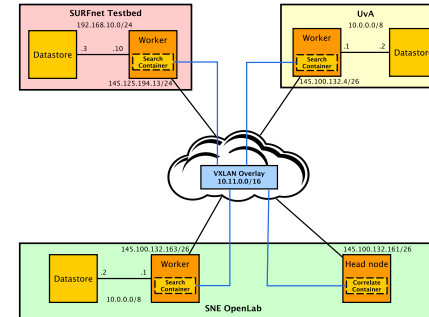 SURFnet Testbed
192.168.10.0/24
Datastore
.3
.10
Worker
Search
Container
145.125.194.13/24
UvA
10.0.0.0/8
Worker
Search
Container
.1
.2
145.100.132.4/26
VXLAN Overlay
10.11.0.0/16
145.100.132.163/26
145.100.132.161/26
Datastore
.2
.1
Worker
Search
Container
10.0.0.0/8
Head node
Correlate
Container
SNE OpenLab